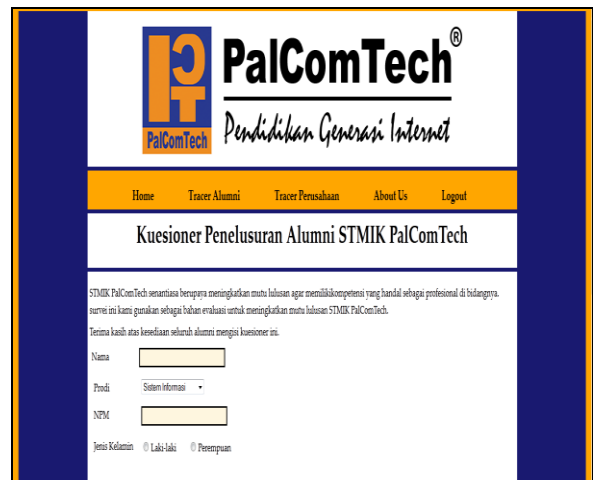 PalComTech
PalComTech®
Pendidikan Generasi Internet
Home Tracer Alumni Tracer Perusahaan About Us Logout
Kuesioner Penelusuran Alumni STMIK PalComTech
STMIK PalComTech senantiasa berupaya meningkatkan mutu lulusan agar memilikikompetensi yang handal sebagai profesional di bidangnya.
survei ini kami gunakan sebagai bahan evaluasi untuk meningkatkan mutu lulusan STMIK PalComTech.
Terima kasih atas kesediaan seluruh alumni mengisi kuesioner ini.
Nama
Prodi Sistem Informasi
NPM
Jenis Kelamin Laki-laki Perempuan